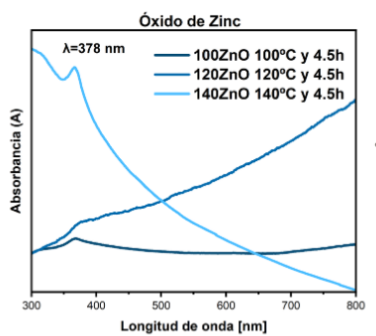 Óxido de Zinc
λ=378 nm
100ZnO 100ºC y 4.5h
120ZnO 120ºC y 4.5h
140ZnO 140ºC y 4.5h
Absorbancia (A)
300 400 500 600 700 800
Longitud de onda [nm]